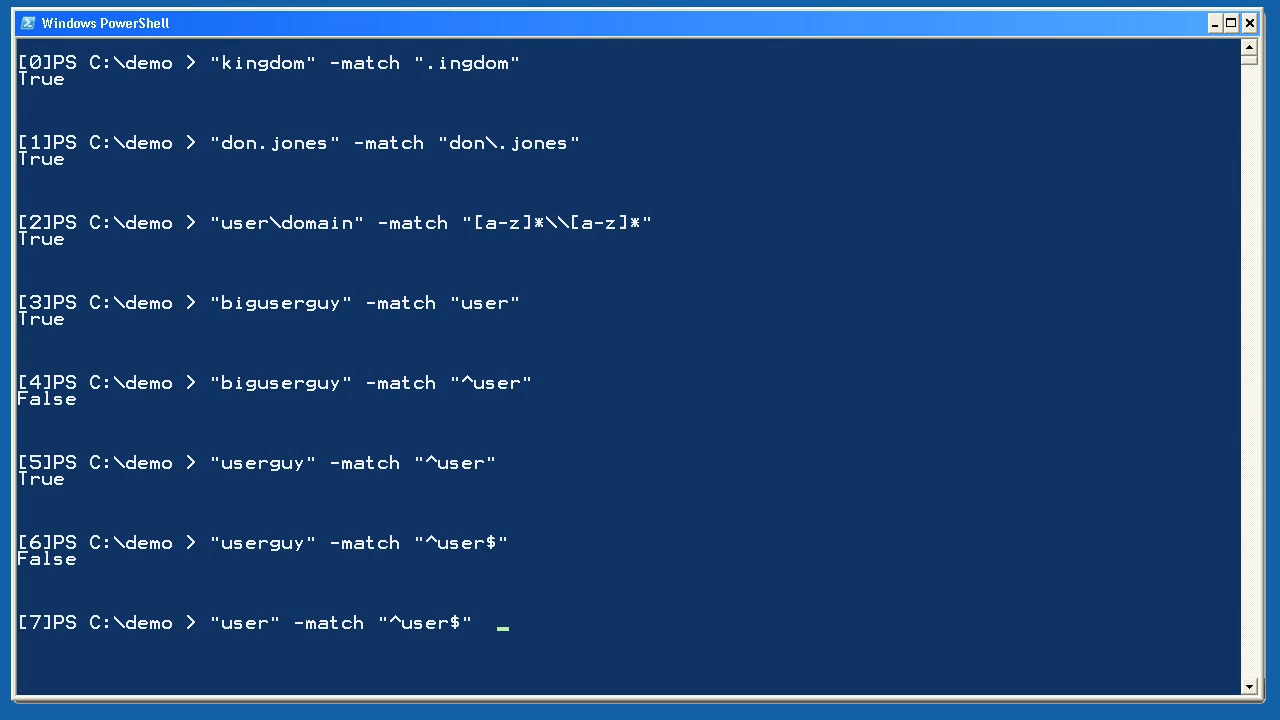 Windows PowerShell
[0]PS C:\demo > "kingdom" -match ".ingdom"
True
[1]PS C:\demo > "don.jones" -match "don\.jones"
True
[2]PS C:\demo > "user\domain" -match "[a-z]*\\[a-z]*"
True
[3]PS C:\demo > "biguserguy" -match "user"
True
[4]PS C:\demo > "biguserguy" -match "^user"
False
[5]PS C:\demo > "userguy" -match "^user"
True
[6]PS C:\demo > "userguy" -match "^user$"
False
[7]PS C:\demo > "user" -match "^user$"